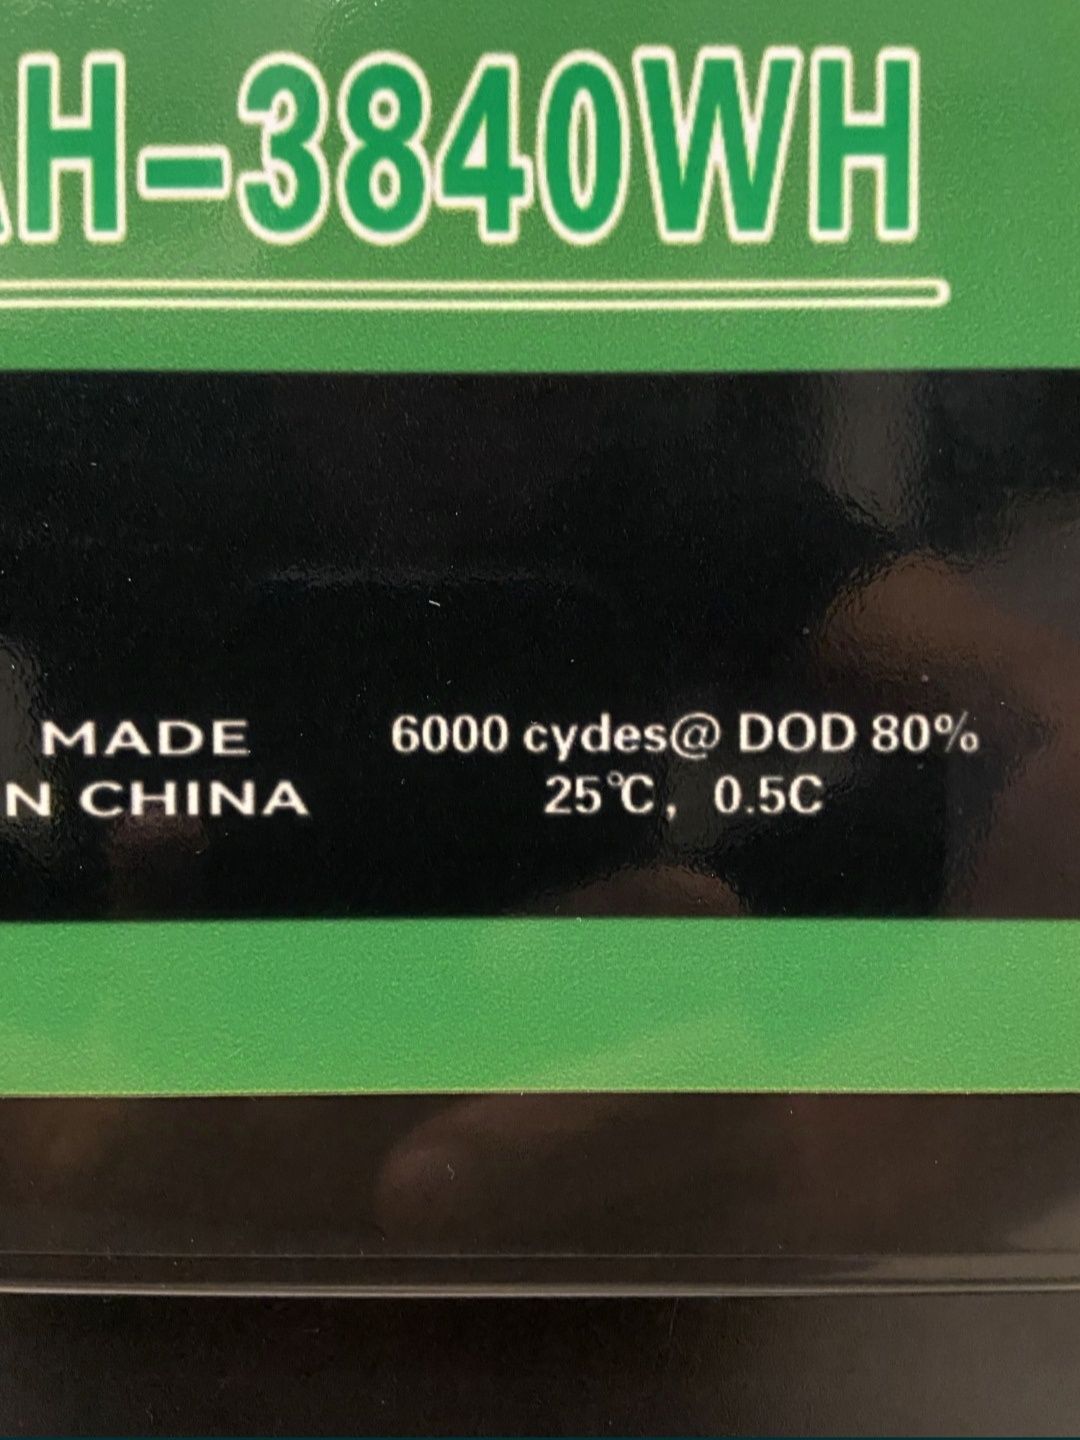 AH-3840WH
MADE
N CHINA
6000 cydes@ DOD 80%
25℃, 0.5C